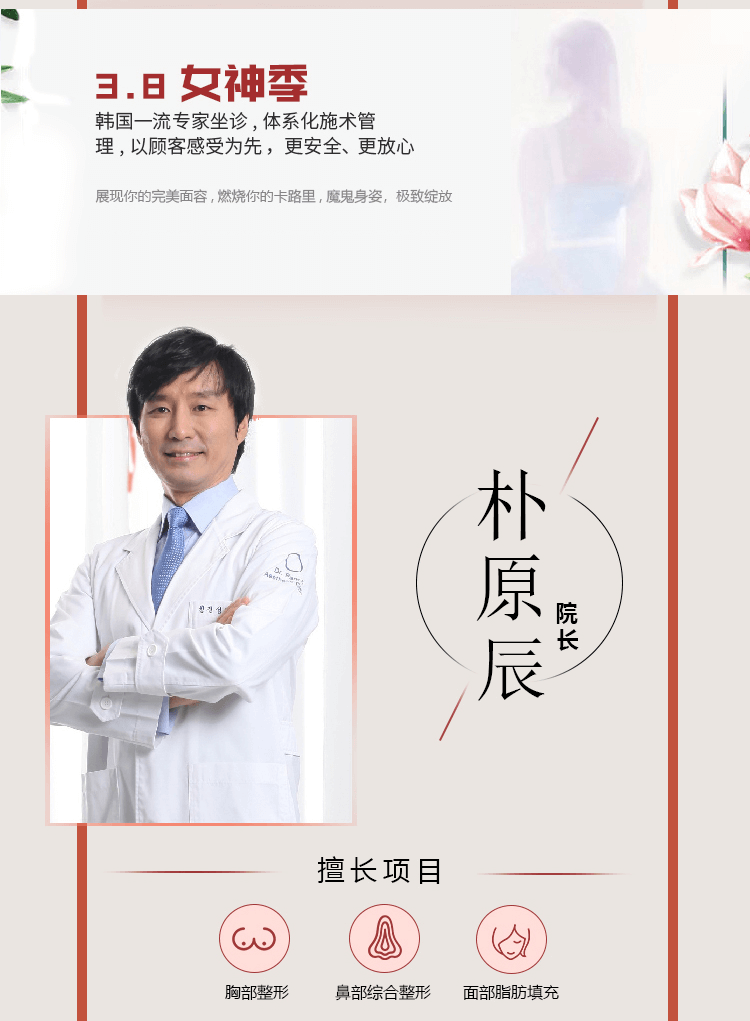 3.8 女神季
韩国一流专家坐诊，体系化施术管
理，以顾客感受为先，更安全、更放心
展现你的完美面容，燃烧你的卡路里，魔鬼身姿，极致绽放
Dr.
朴原辰
院长
擅长项目
胸部整形
鼻部综合整形
面部脂肪填充